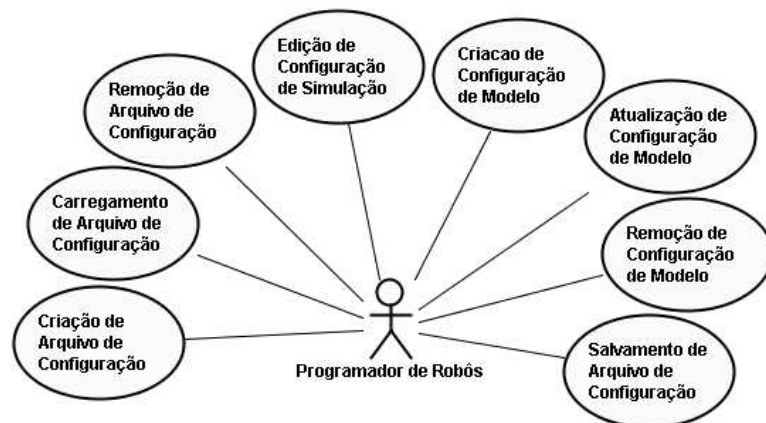 Edição de
Configuração
de Simulação
Criacao de
Configuração
de Modelo
Remoção de
Arquivo de
Configuração
Atualização de
Configuração
de Modelo
Carregamento
de Arquivo de
Configuração
Remoção de
Configuração
de Modelo
Criação de
Arquivo de
Configuração
Salvamento de
Arquivo de
Configuração
Programador de Robôs